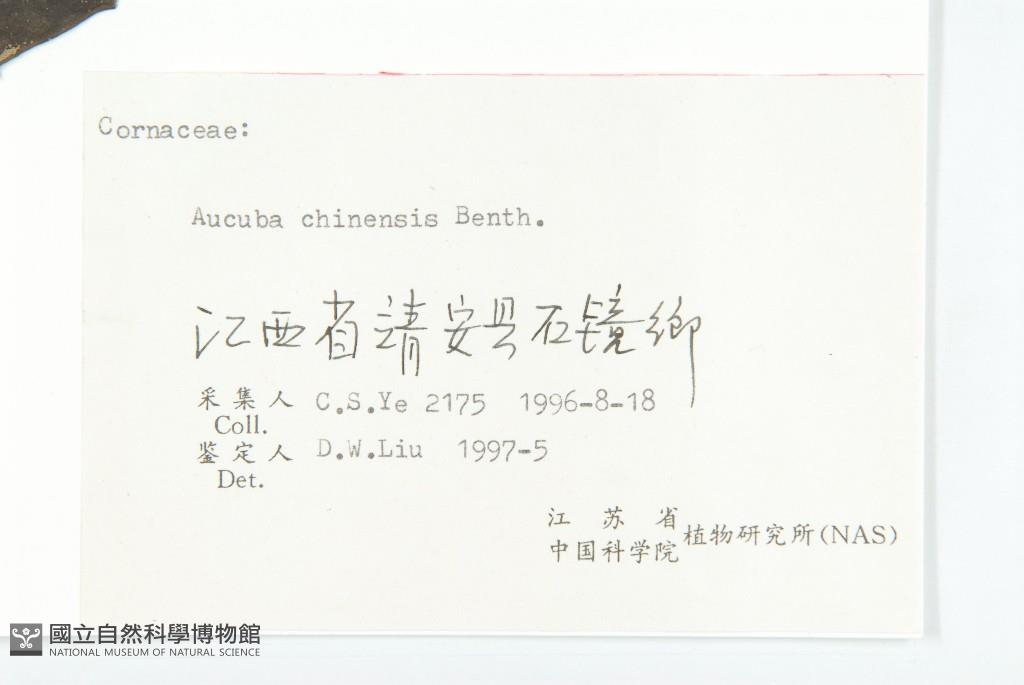 Cornaceae:
Aucuba chinensis Benth.
江西省靖安县石镜鄉
采集人 C.S.Ye 2175 1996-8-18
Coll.
鉴定人 D.W.Liu 1997-5
Det.
江苏省
中国科学院 植物研究所(NAS)
國立自然科學博物館
NATIONAL MUSEUM OF NATURAL SCIENCE